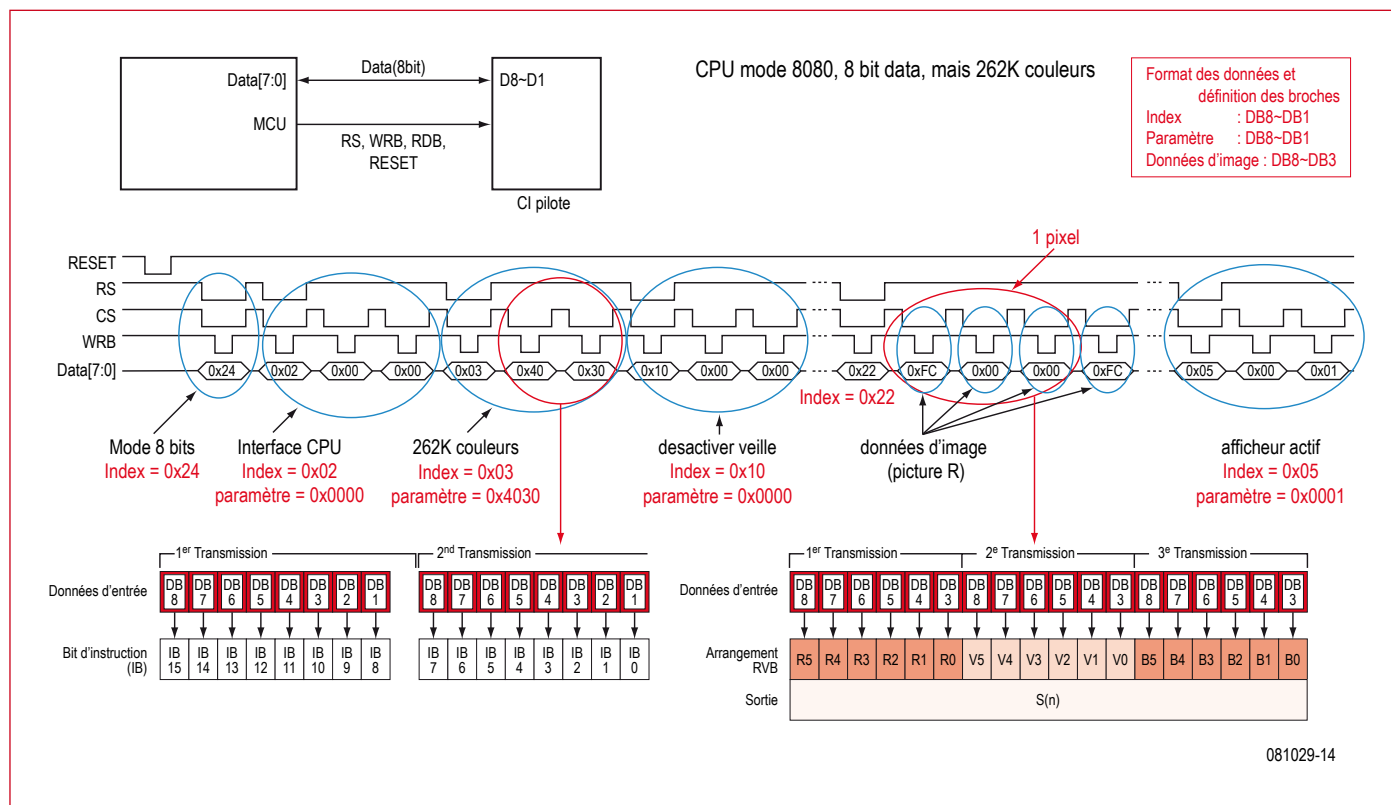 Data[7:0]
Data(8bit)
D8~D1
MCU
RS, WRB, RDB,
RESET
CI pilote
CPU mode 8080, 8 bit data, mais 262K couleurs
Format des données et
définition des broches
Index : DB8~DB1
Paramètre : DB8~DB1
Données d'image : DB8~DB3
1 pixel
RESET
RS
CS
WRB
Data[7:0]
0x24 0x02 0x00 0x00 0x03 0x40 0x30 0x10 0x00 0x00 0x22 0xFC 0x00 0x00 0xFC 0x05 0x00 0x01
Index = 0x22
Mode 8 bits
Index = 0x24
Interface CPU
Index = 0x02
paramètre = 0x0000
262K couleurs
Index = 0x03
paramètre = 0x4030
desactiver veille
Index = 0x10
paramètre = 0x0000
données d'image
(picture R)
afficheur actif
Index = 0x05
paramètre = 0x0001
1er Transmission
2nd Transmission
Données d'entrée
DB 8 DB 7 DB 6 DB 5 DB 4 DB 3 DB 2 DB 1
DB 8 DB 7 DB 6 DB 5 DB 4 DB 3 DB 2 DB 1
Bit d'instruction
(IB)
IB 15 IB 14 IB 13 IB 12 IB 11 IB 10 IB 9 IB 8
IB 7 IB 6 IB 5 IB 4 IB 3 IB 2 IB 1 IB 0
1er Transmission
2e Transmission
3e Transmission
Données d'entrée
DB 8 DB 7 DB 6 DB 5 DB 4 DB 3 DB 8 DB 7 DB 6 DB 5 DB 4 DB 3 DB 8 DB 7 DB 6 DB 5 DB 4 DB 3
Arrangement
RVB
R5 R4 R3 R2 R1 R0 V5 V4 V3 V2 V1 V0 B5 B4 B3 B2 B1 B0
Sortie
S(n)
081029-14